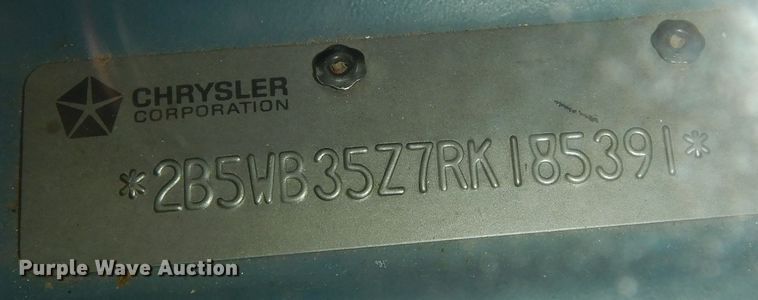 CHRYSLER
CORPORATION
*2B5WB35Z7RK185391*
Purple Wave Auction